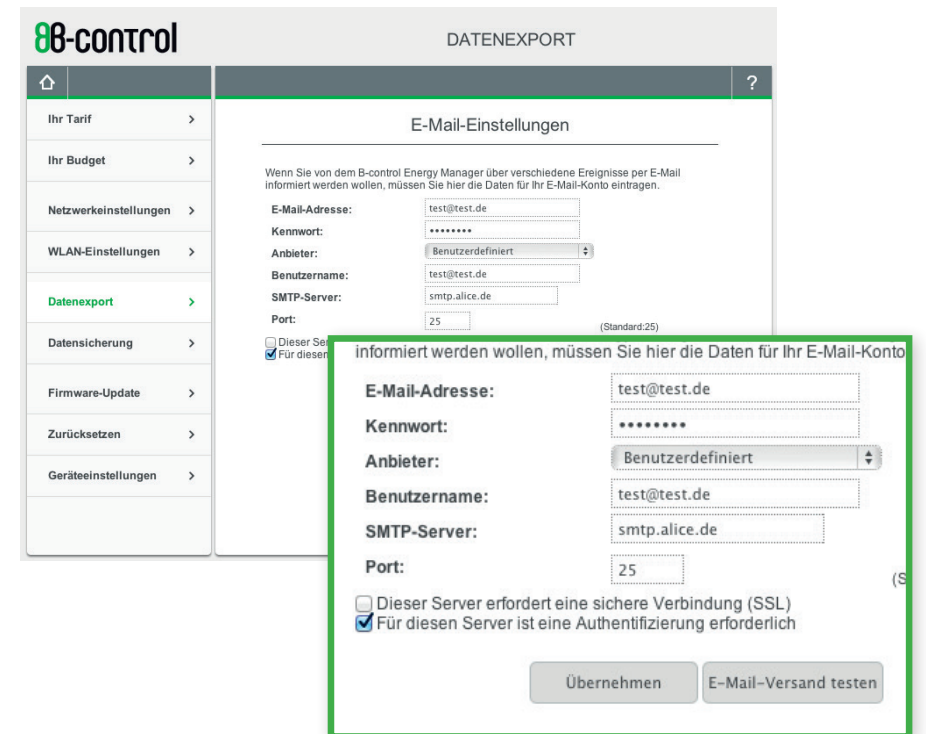 B-control
DATENEXPORT
?
Ihr Tarif
Ihr Budget
Netzwerkeinstellungen
WLAN-Einstellungen
Datenexport
Datensicherung
Firmware-Update
Zurücksetzen
Geräteeinstellungen
E-Mail-Einstellungen
Wenn Sie von dem B-control Energy Manager über verschiedene Ereignisse per E-Mail
informiert werden wollen, müssen Sie hier die Daten für Ihr E-Mail-Konto eintragen.
E-Mail-Adresse: test@test.de
Kennwort: ••••••••
Anbieter: Benutzerdefiniert
Benutzername: test@test.de
SMTP-Server: smtp.alice.de
Port: 25 (Standard:25)
Dieser Ser
Für diesen
informiert werden wollen, müssen Sie hier die Daten für Ihr E-Mail-Konto
E-Mail-Adresse: test@test.de
Kennwort: ••••••••
Anbieter: Benutzerdefiniert
Benutzername: test@test.de
SMTP-Server: smtp.alice.de
Port: 25 (S
Dieser Server erfordert eine sichere Verbindung (SSL)
Für diesen Server ist eine Authentifizierung erforderlich
Übernehmen E-Mail-Versand testen